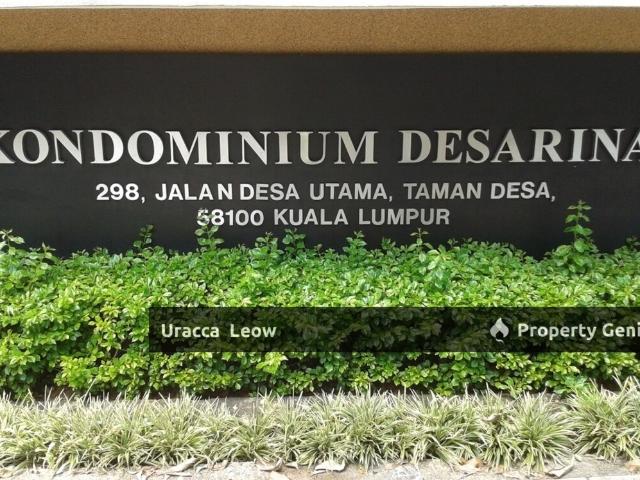 KONDOMINIUM DESARINA
298, JALAN DESA UTAMA, TAMAN DESA,
58100 KUALA LUMPUR
Uracca Leow
Property Geni